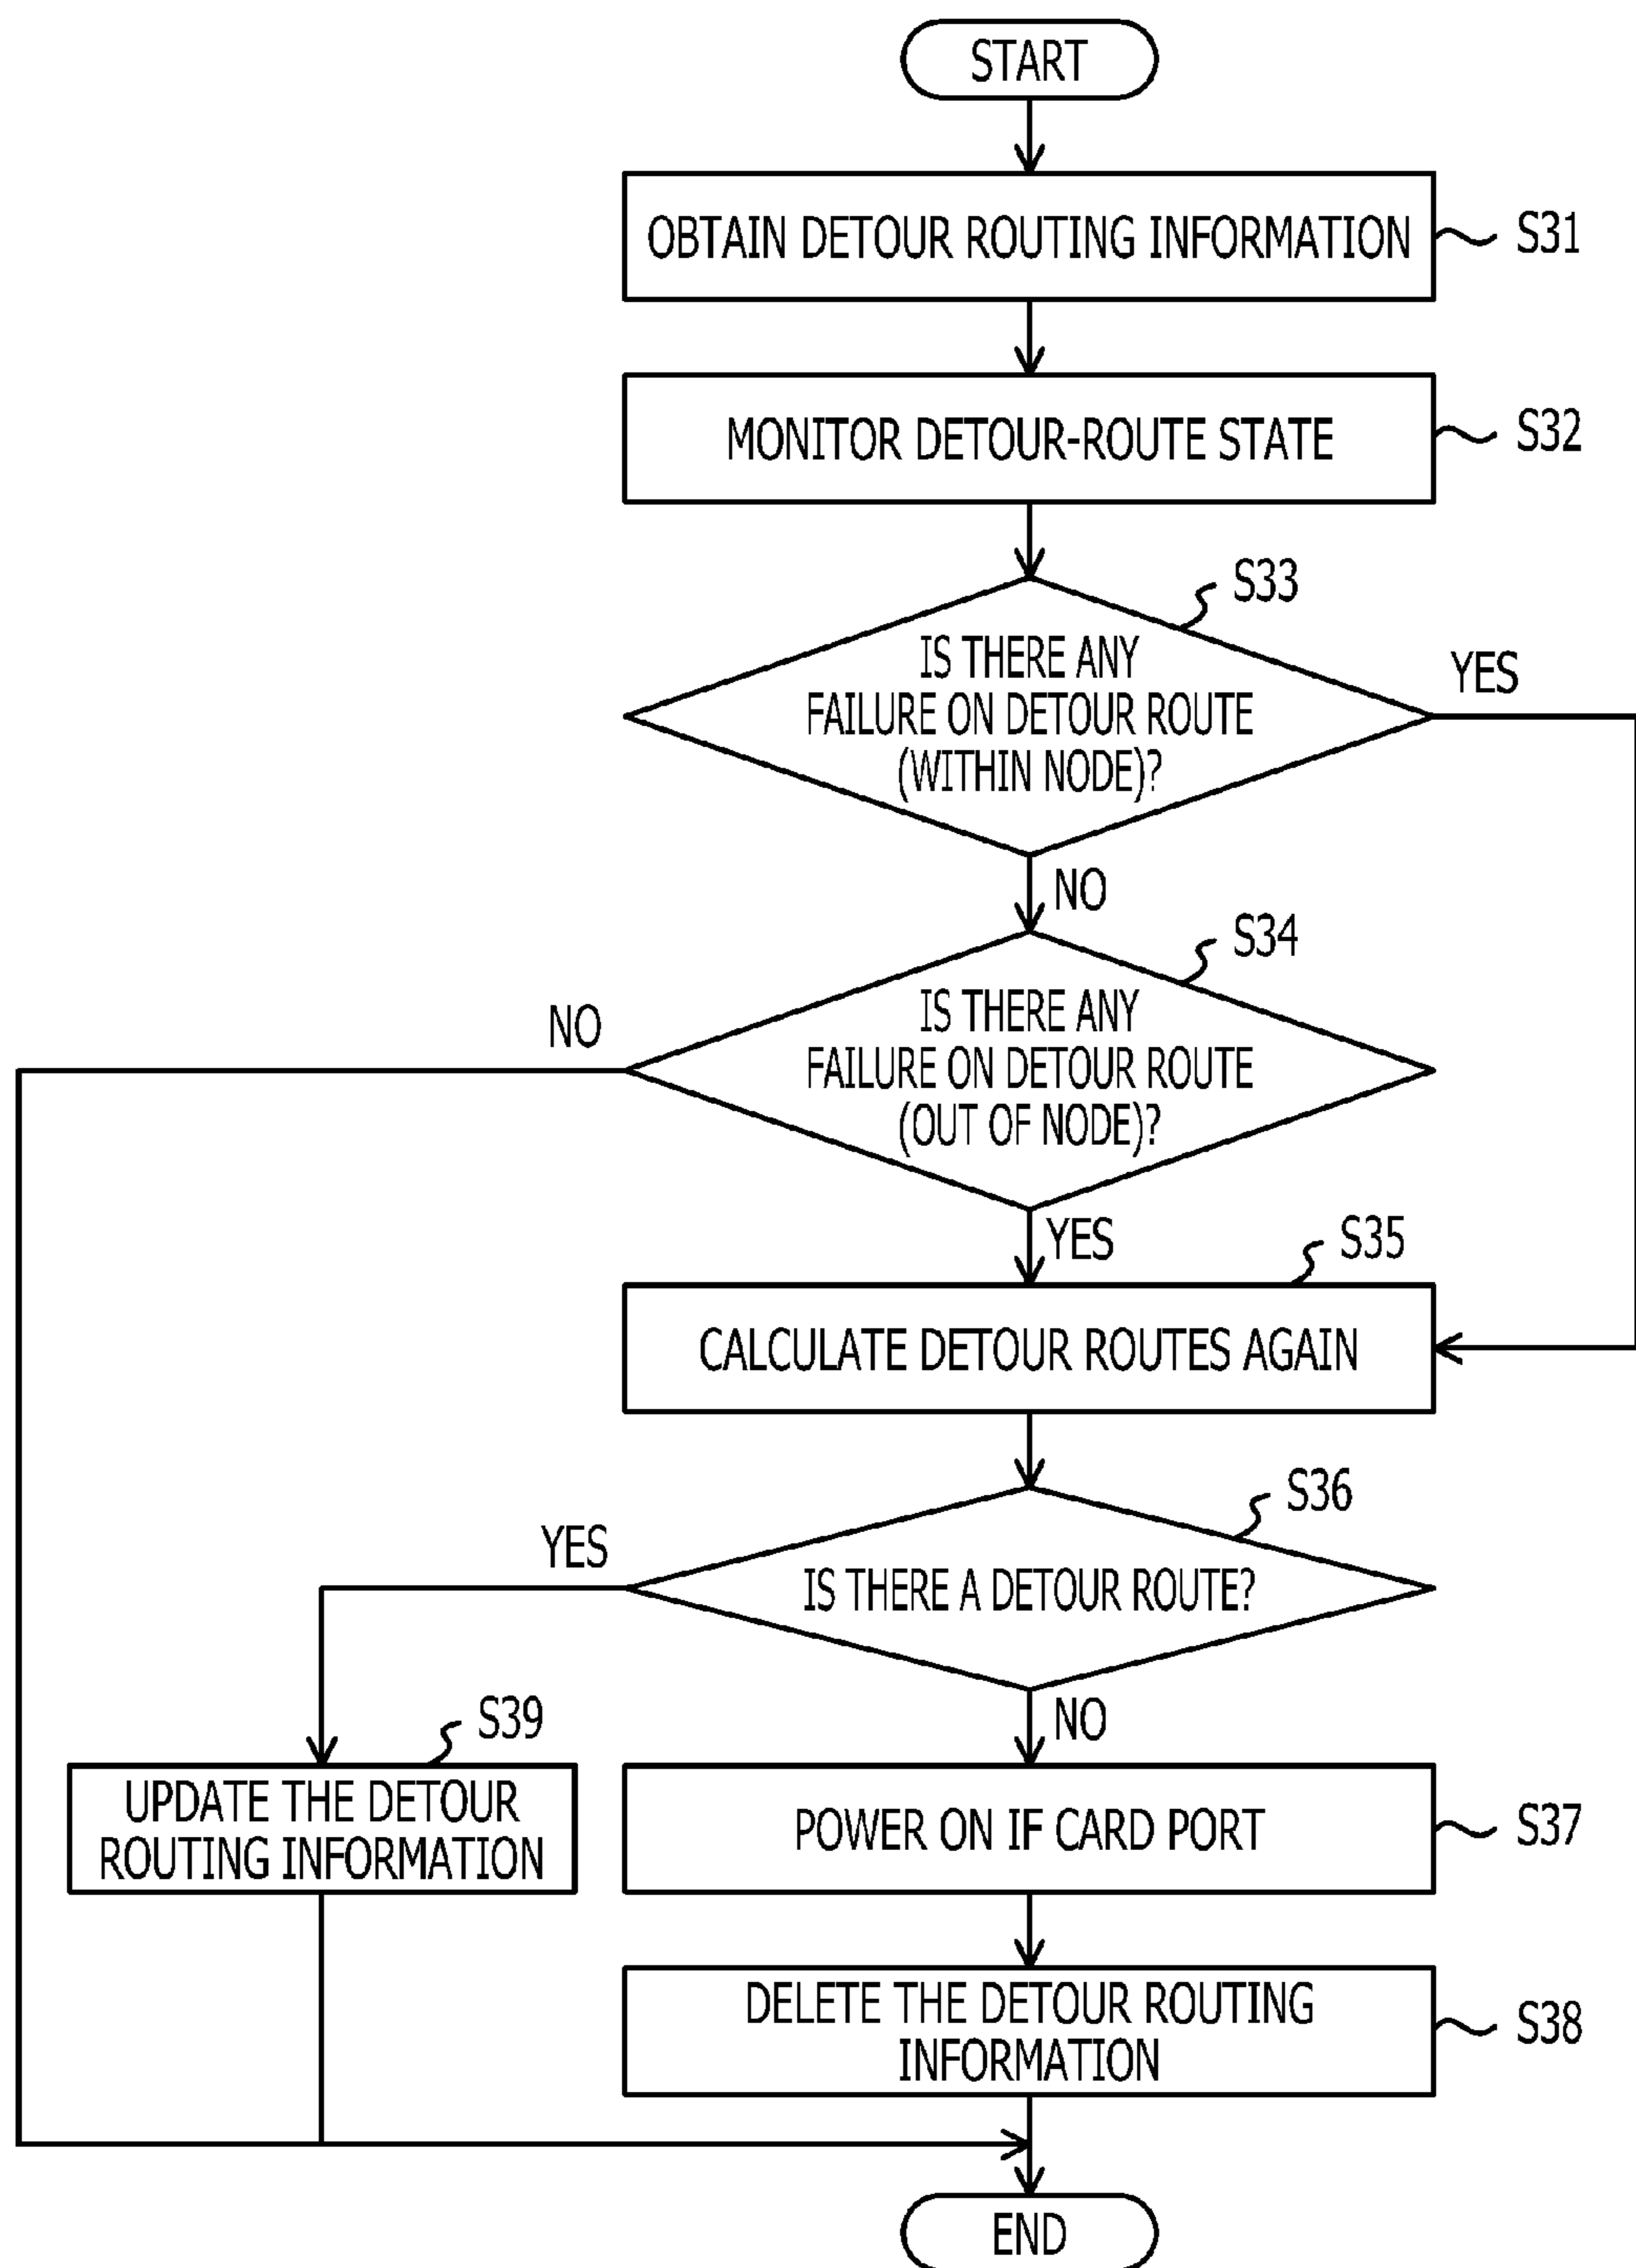 START
OBTAIN DETOUR ROUTING INFORMATION
S31
MONITOR DETOUR-ROUTE STATE
S32
S33
IS THERE ANY
FAILURE ON DETOUR ROUTE
(WITHIN NODE)?
YES
NO
S34
IS THERE ANY
FAILURE ON DETOUR ROUTE
(OUT OF NODE)?
NO
YES
S35
CALCULATE DETOUR ROUTES AGAIN
S36
IS THERE A DETOUR ROUTE?
YES
NO
S39
UPDATE THE DETOUR
ROUTING INFORMATION
POWER ON IF CARD PORT
S37
DELETE THE DETOUR ROUTING
INFORMATION
S38
END